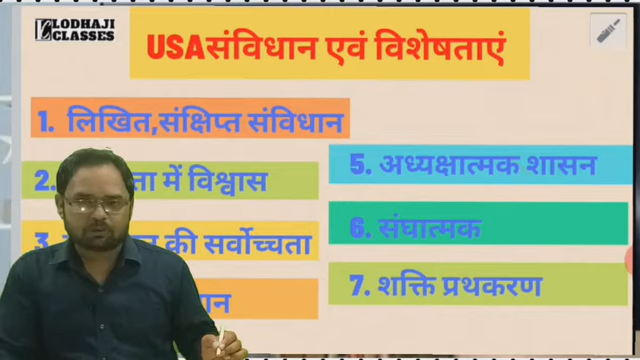 LODHAJI
CLASSES
USAसंविधान एवं विशेषताएं
1. लिखित,संक्षिप्त संविधान
2. में विश्वास
3. की सर्वोच्चता
5. अध्यक्षात्मक शासन
6. संघात्मक
7. शक्ति प्रथकरण